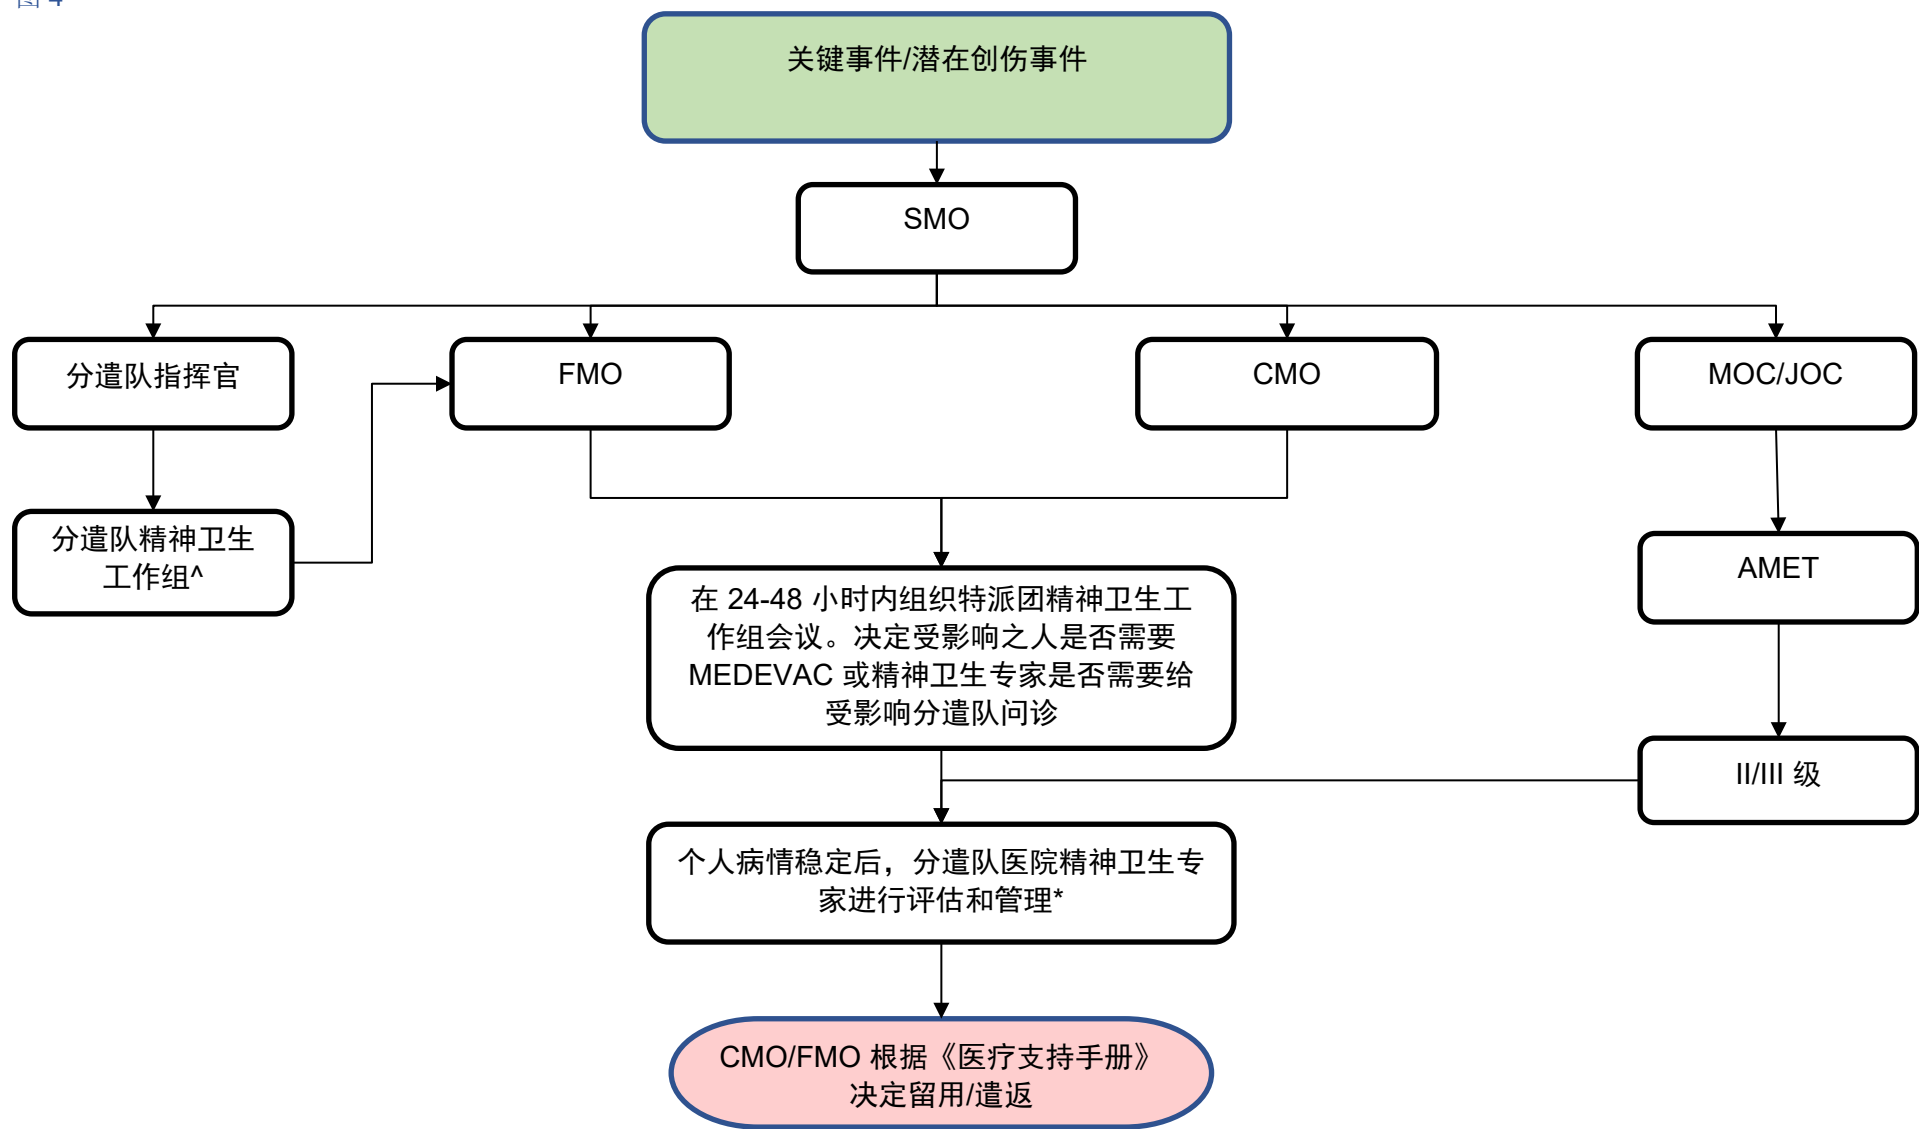 图 4
关键事件/潜在创伤事件
SMO
分遣队指挥官
FMO
CMO
MOC/JOC
分遣队精神卫生
工作组^
AMET
在 24-48 小时内组织特派团精神卫生工
作组会议。决定受影响之人是否需要
MEDEVAC 或精神卫生专家是否需要给
受影响分遣队问诊
II/III 级
个人病情稳定后，分遣队医院精神卫生专
家进行评估和管理*
CMO/FMO 根据《医疗支持手册》
决定留用/遣返